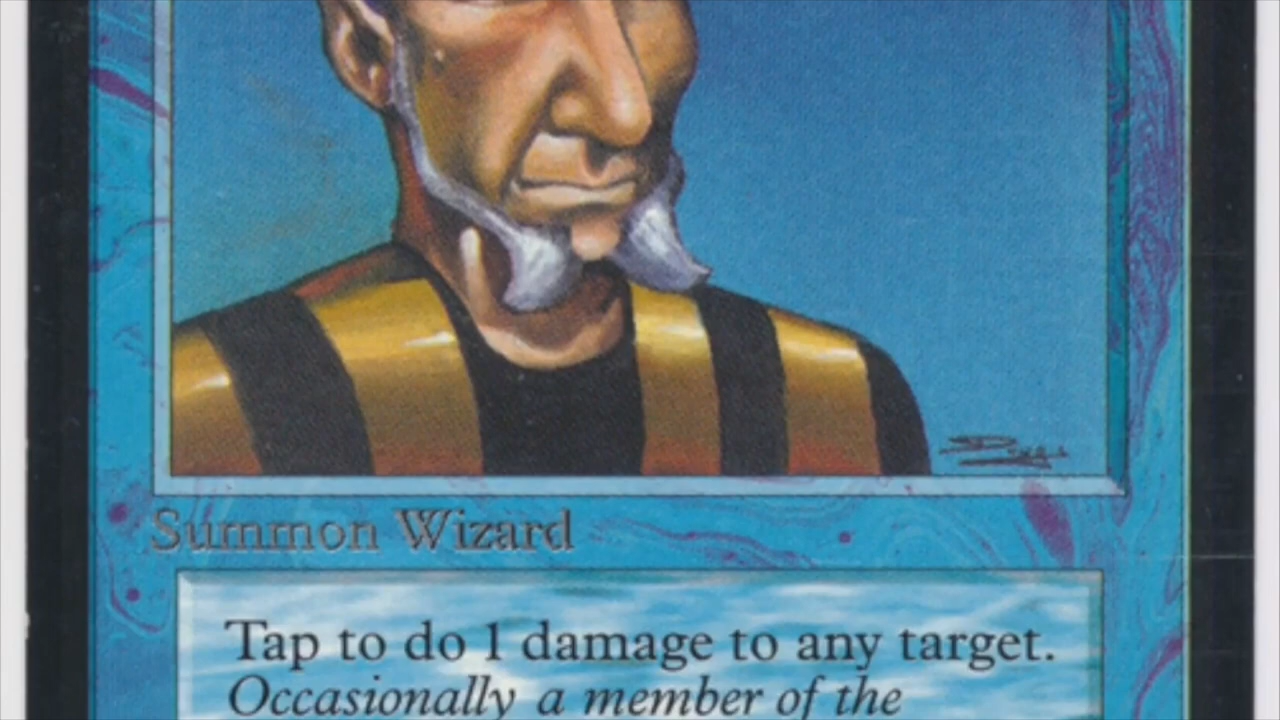 Summon Wizard
Tap to do 1 damage to any target.
Occasionally a member of the